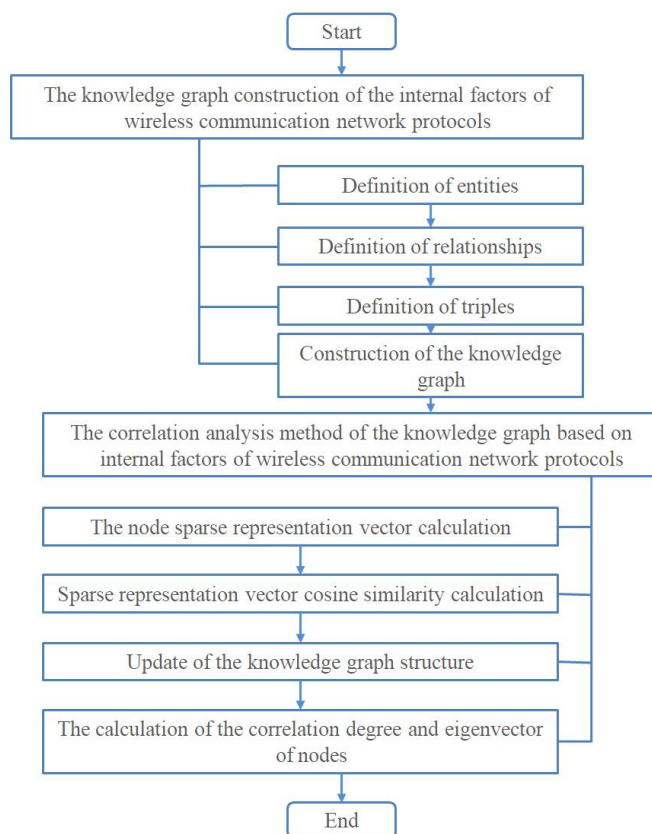 Start
The knowledge graph construction of the internal factors of
wireless communication network protocols
Definition of entities
Definition of relationships
Definition of triples
Construction of the knowledge
graph
The correlation analysis method of the knowledge graph based on
internal factors of wireless communication network protocols
The node sparse representation vector calculation
Sparse representation vector cosine similarity calculation
Update of the knowledge graph structure
The calculation of the correlation degree and eigenvector
of nodes
End